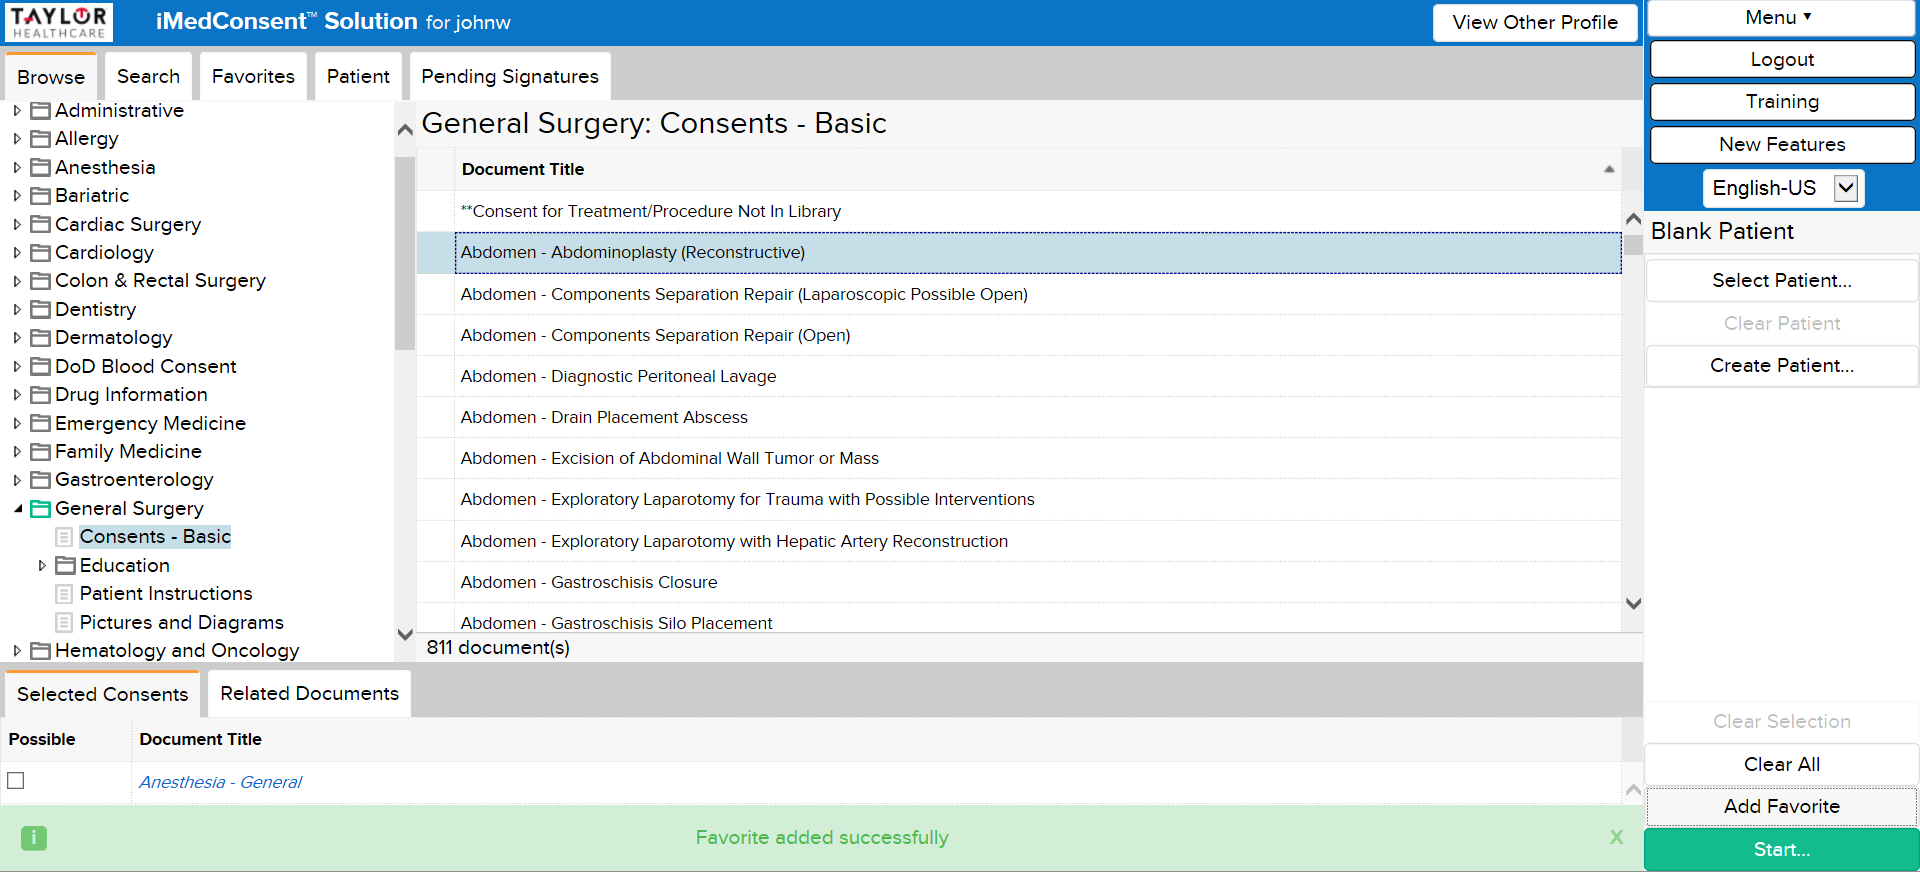 TAYLOR
HEALTHCARE
iMedConsent™ Solution for johnw
View Other Profile
Menu ▾
Logout
Training
New Features
English-US
Browse
Search
Favorites
Patient
Pending Signatures
Administrative
Allergy
Anesthesia
Bariatric
Cardiac Surgery
Cardiology
Colon & Rectal Surgery
Dentistry
Dermatology
DoD Blood Consent
Drug Information
Emergency Medicine
Family Medicine
Gastroenterology
General Surgery
Consents - Basic
Education
Patient Instructions
Pictures and Diagrams
Hematology and Oncology
General Surgery: Consents - Basic
Document Title
**Consent for Treatment/Procedure Not In Library
Abdomen - Abdominoplasty (Reconstructive)
Abdomen - Components Separation Repair (Laparoscopic Possible Open)
Abdomen - Components Separation Repair (Open)
Abdomen - Diagnostic Peritoneal Lavage
Abdomen - Drain Placement Abscess
Abdomen - Excision of Abdominal Wall Tumor or Mass
Abdomen - Exploratory Laparotomy for Trauma with Possible Interventions
Abdomen - Exploratory Laparotomy with Hepatic Artery Reconstruction
Abdomen - Gastroschisis Closure
Abdomen - Gastroschisis Silo Placement
811 document(s)
Blank Patient
Select Patient...
Clear Patient
Create Patient...
Selected Consents
Related Documents
Possible
Document Title
Anesthesia - General
i
Favorite added successfully
X
Clear Selection
Clear All
Add Favorite
Start...